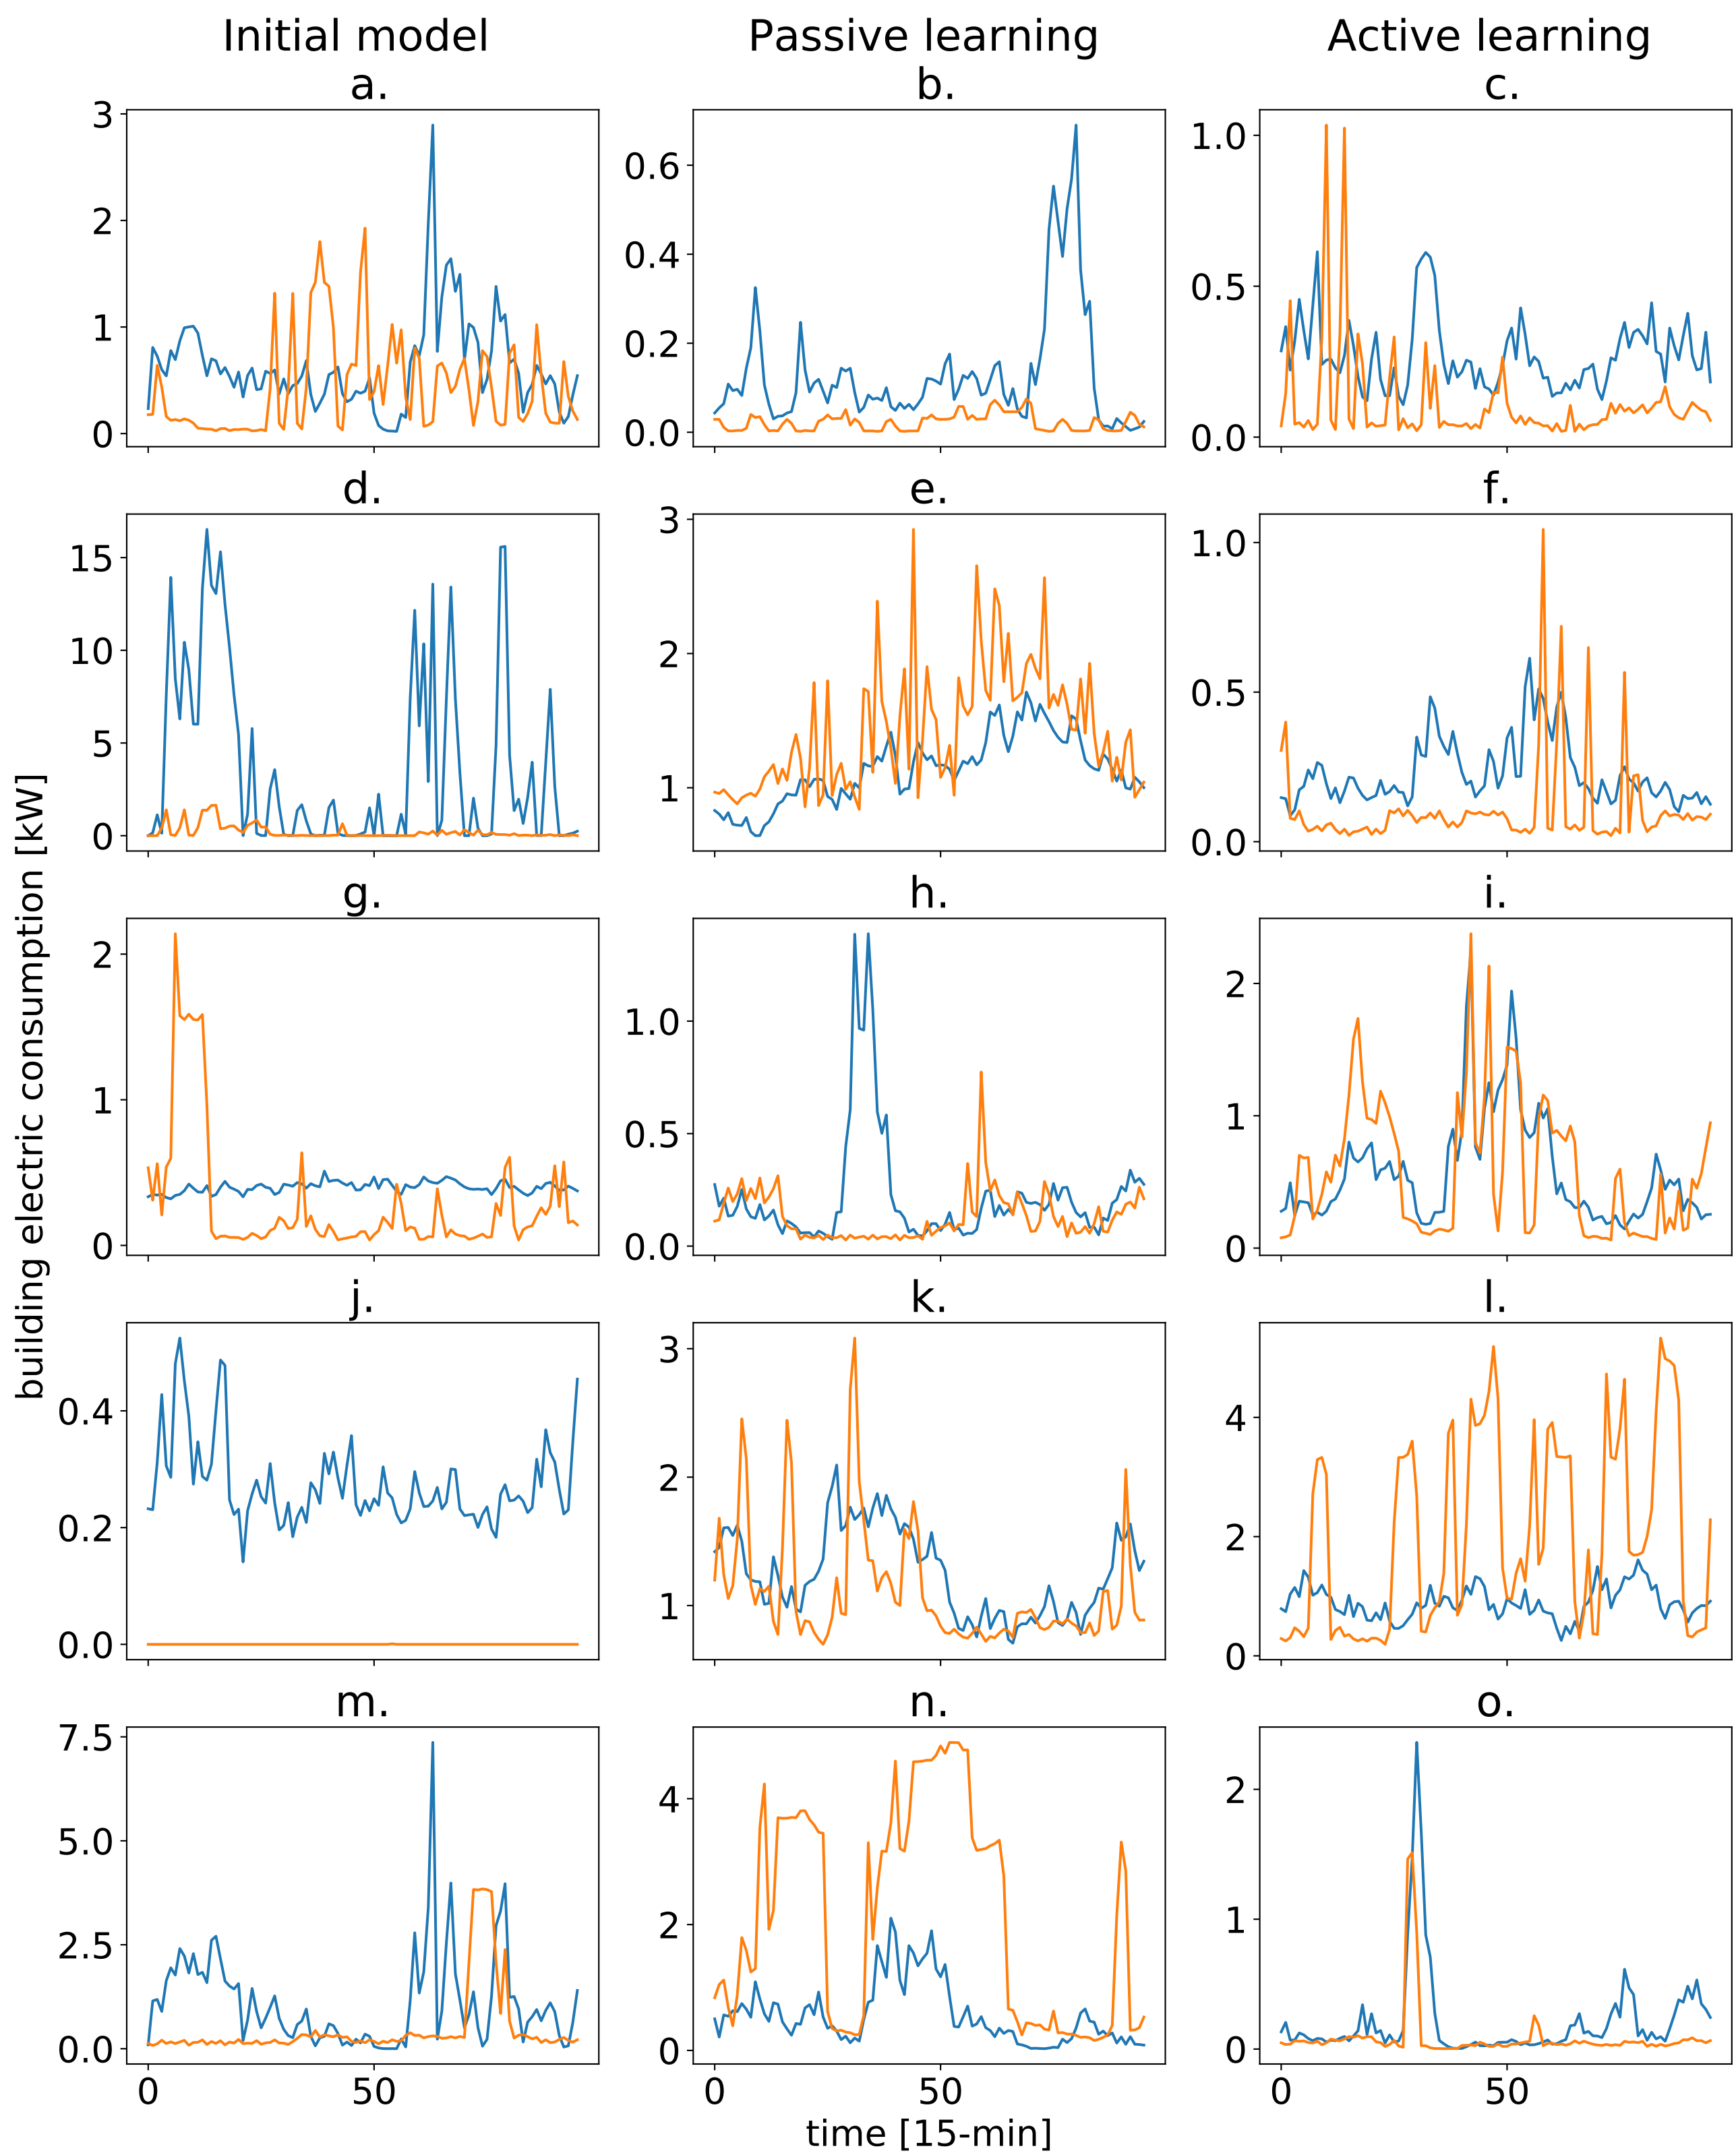 Initial model
Passive learning
Active learning
a.
b.
c.
3
2
1
0
0.6
0.4
0.2
0.0
1.0
0.5
0.0
d.
e.
f.
15
10
5
0
3
2
1
1.0
0.5
0.0
building electric consumption [kW]
g.
h.
i.
2
1
0
1.0
0.5
0.0
2
1
0
j.
k.
l.
0.4
0.2
0.0
3
2
1
4
2
0
m.
n.
o.
7.5
5.0
2.5
0.0
4
2
0
2
1
0
0 50
0 50
0 50
time [15-min]